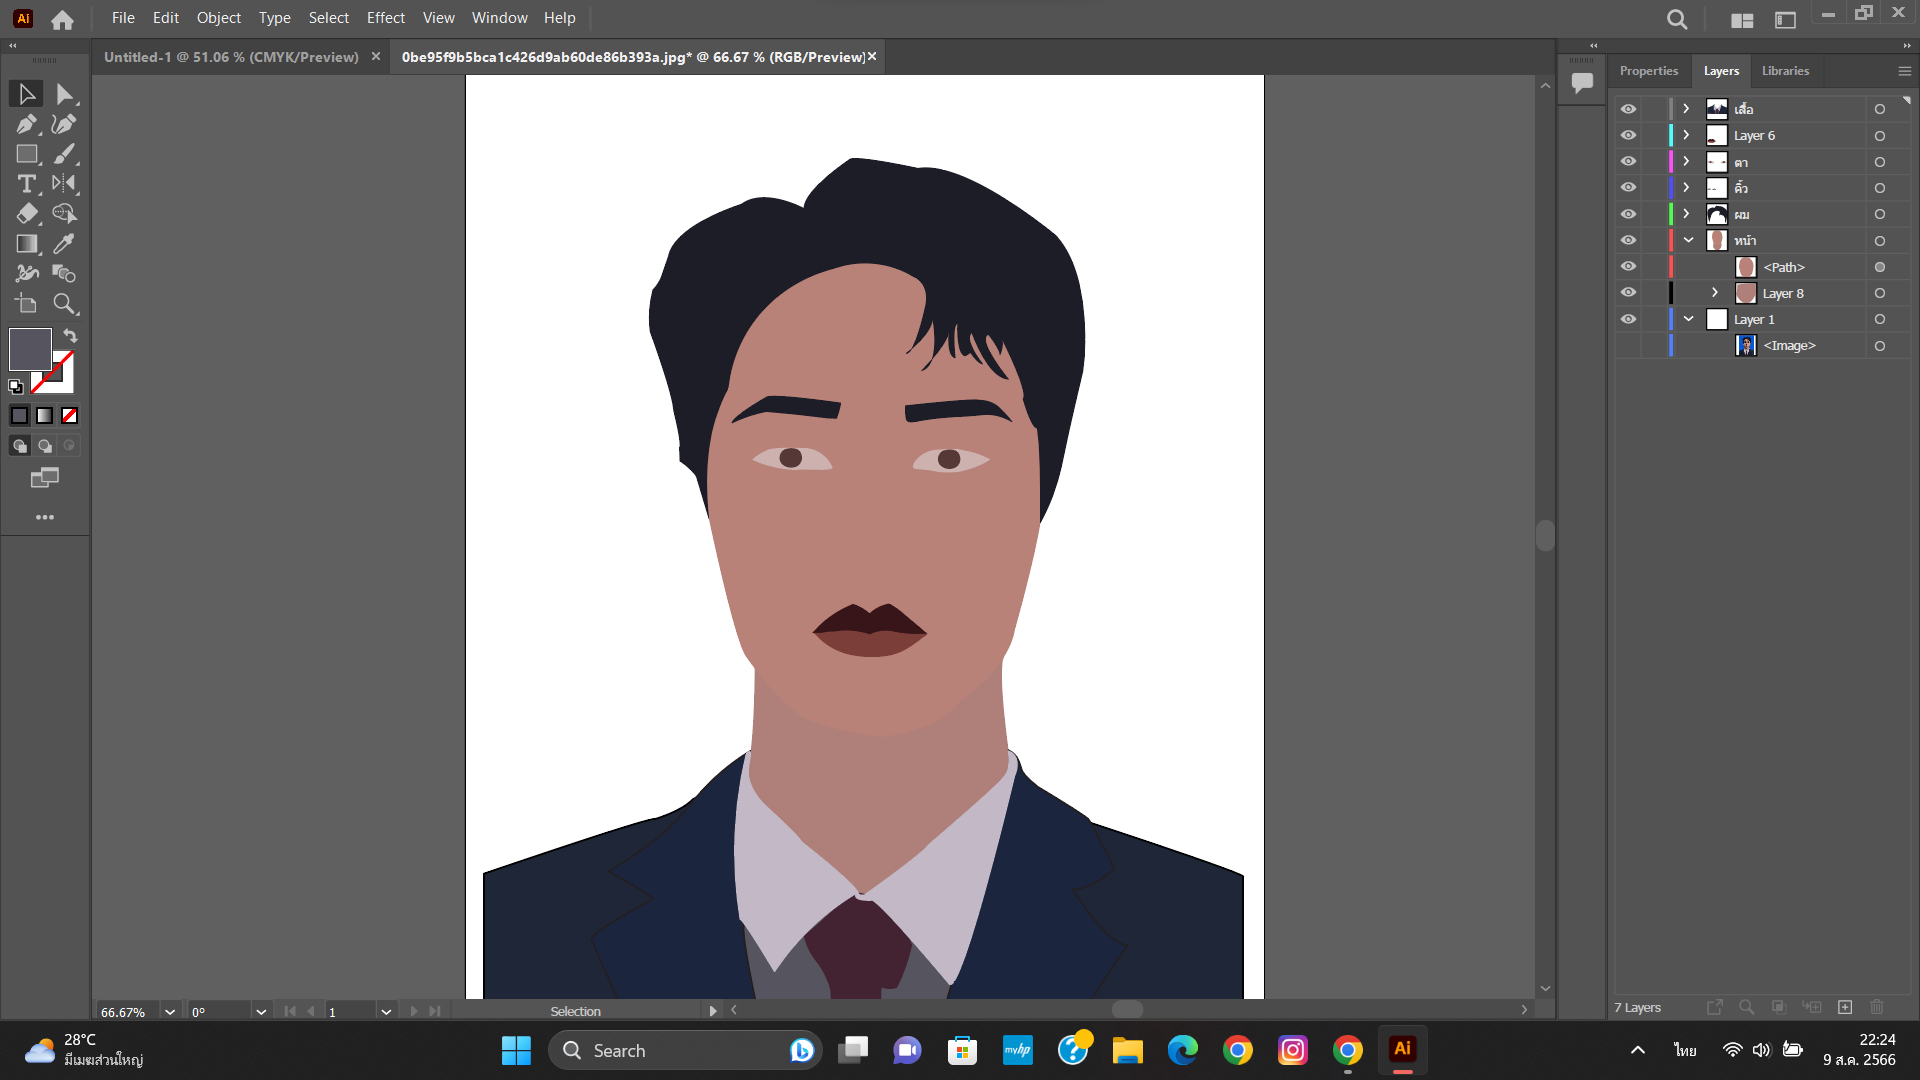 Ai File Edit Object Type Select Effect View Window Help
Untitled-1 @ 51.06 % (CMYK/Preview)
0be95f9b5bca1c426d9ab60de86b393a.jpg* @ 66.67 % (RGB/Preview)
Properties Layers Libraries
เสื้อ
Layer 6
ตา
คิ้ว
ผม
หน้า
<Path>
Layer 8
Layer 1
<Image>
7 Layers
66.67% 0° 1 Selection
28°C
มีเมฆส่วนใหญ่
Search
myhp
Ai
ไทย
22:24
9 ส.ค. 2566